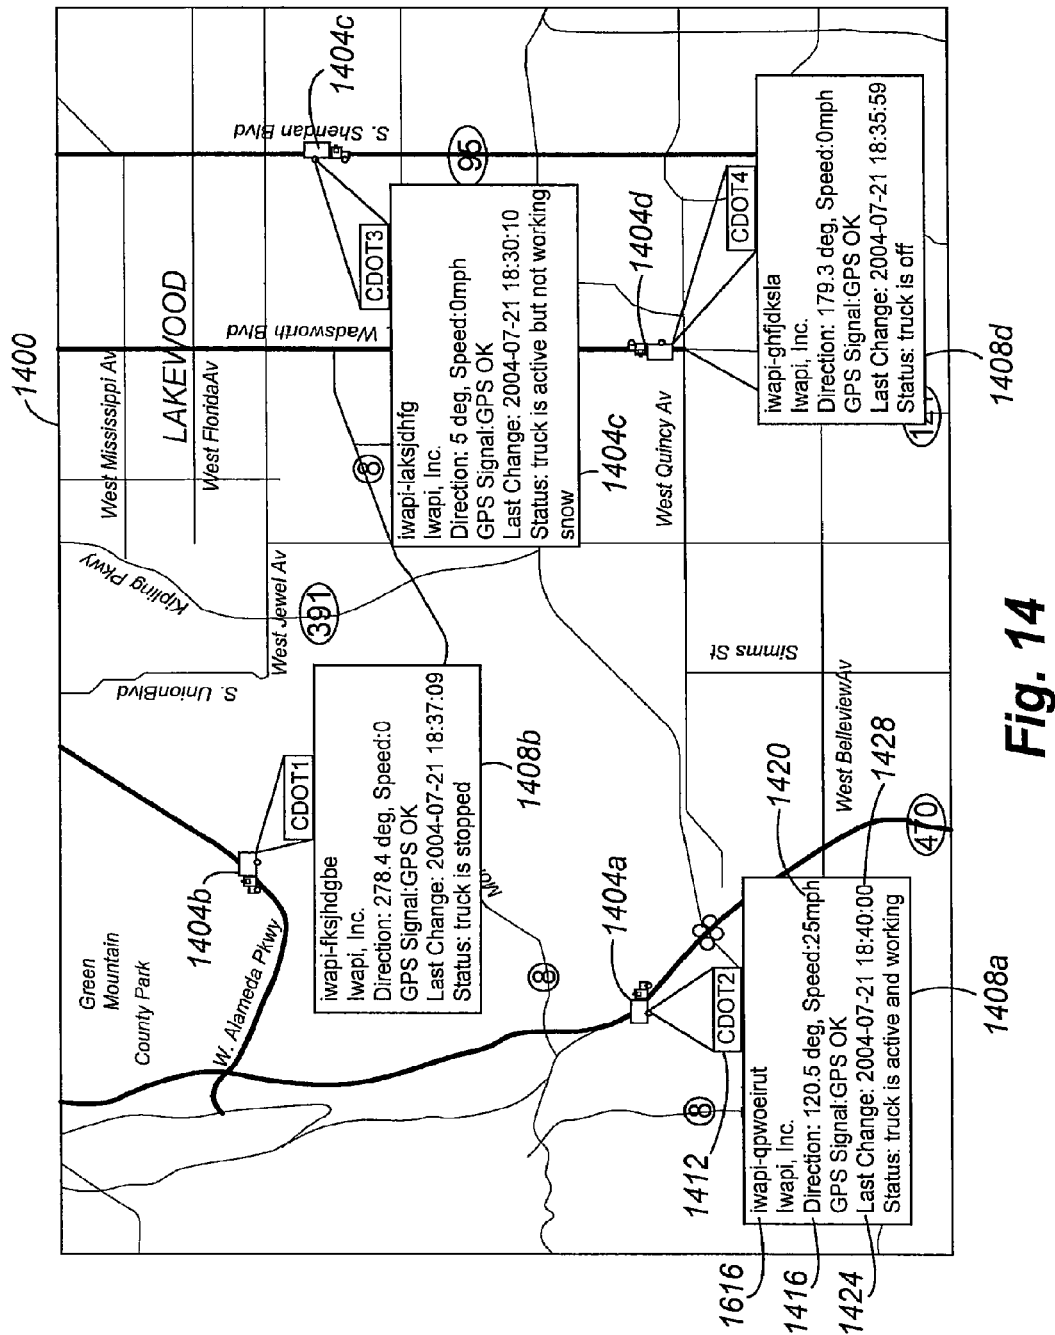 1400
Green
Mountain
County Park
W. Alameda Pkwy
1404b
CDOT1
S. UnionBlvd
Kipling Pkwy
West Mississippi Av
LAKEWOOD
West FloridaAv
West Jewel Av
391
Wadsworth Blvd
S. Sheridan Blvd
1404c
95
CDOT3
8
iwapi-fksjhdgbe
Iwapi, Inc.
Direction: 278.4 deg, Speed:0
GPS Signal:GPS OK
Last Change: 2004-07-21 18:37:09
Status: truck is stopped
1408b
iwapi-laksjdhfg
Iwapi, Inc.
Direction: 5 deg, Speed:0mph
GPS Signal:GPS OK
Last Change: 2004-07-21 18:30:10
Status: truck is active but not working
snow
1404c
8
1404a
CDOT2
8
1412
West Quincy Av
1404d
CDOT4
Simms St
West BelleviewAv
1616
1416
1424
iwapi-qpwoeirut
Iwapi, Inc.
Direction: 120.5 deg, Speed:25mph
GPS Signal:GPS OK
Last Change: 2004-07-21 18:40:00
Status: truck is active and working
1420
1428
470
1408a
iwapi-ghfjdksla
Iwapi, Inc.
Direction: 179.3 deg, Speed:0mph
GPS Signal:GPS OK
Last Change: 2004-07-21 18:35:59
Status: truck is off
1408d
Fig. 14